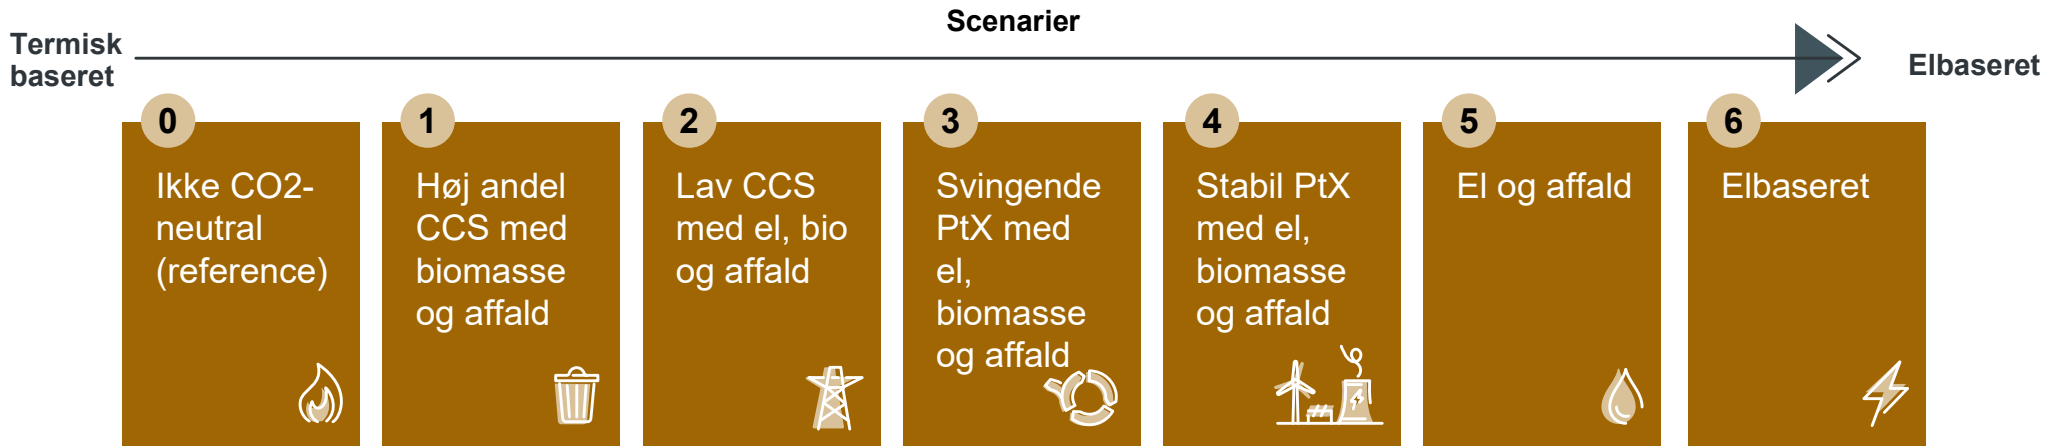 Scenarier
Termisk
baseret
Elbaseret
0
Ikke CO2-
neutral
(reference)
1
Høj andel
CCS med
biomasse
og affald
2
Lav CCS
med el, bio
og affald
3
Svingende
PtX med
el,
biomasse
og affald
4
Stabil PtX
med el,
biomasse
og affald
5
El og affald
6
Elbaseret